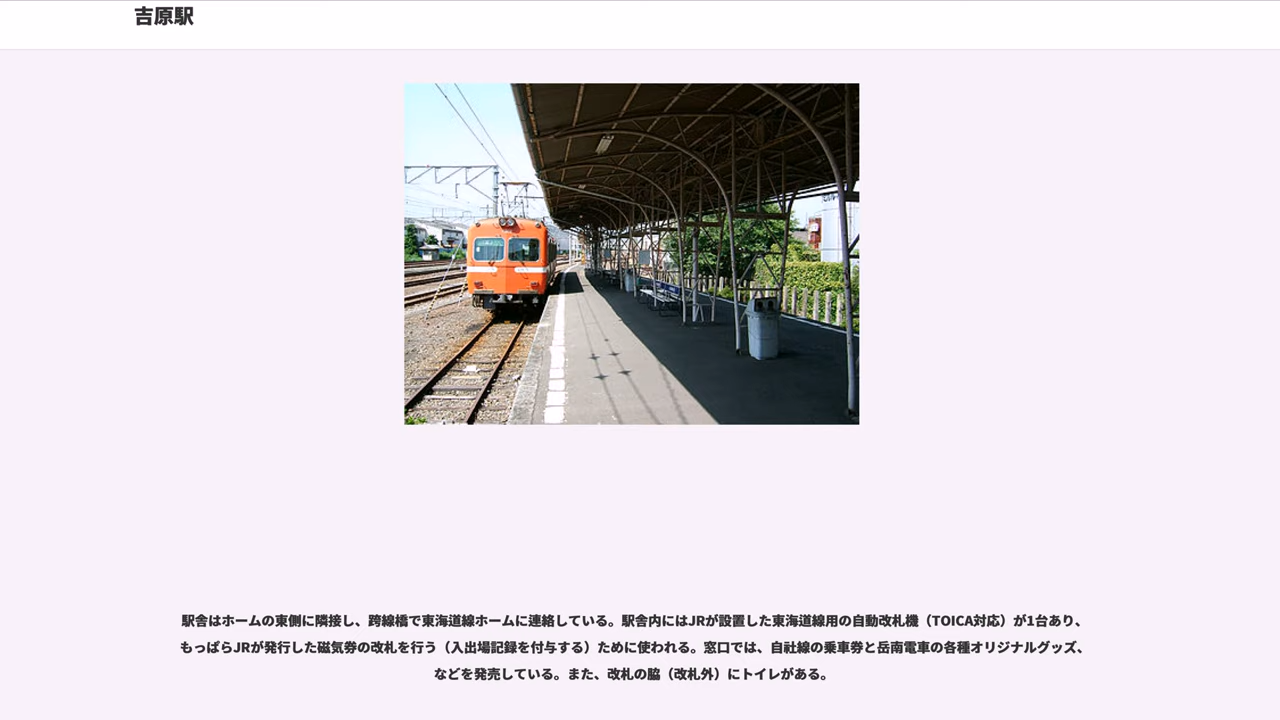 吉原駅
駅舎はホームの東側に隣接し、跨線橋で東海道線ホームに連絡している。駅舎内にはJRが設置した東海道線用の自動改札機（TOICA対応）が1台あり、
もっぱらJRが発行した磁気券の改札を行う（入出場記録を付与する）ために使われる。窓口では、自社線の乗車券と岳南電車の各種オリジナルグッズ、
などを発売している。また、改札の脇（改札外）にトイレがある。